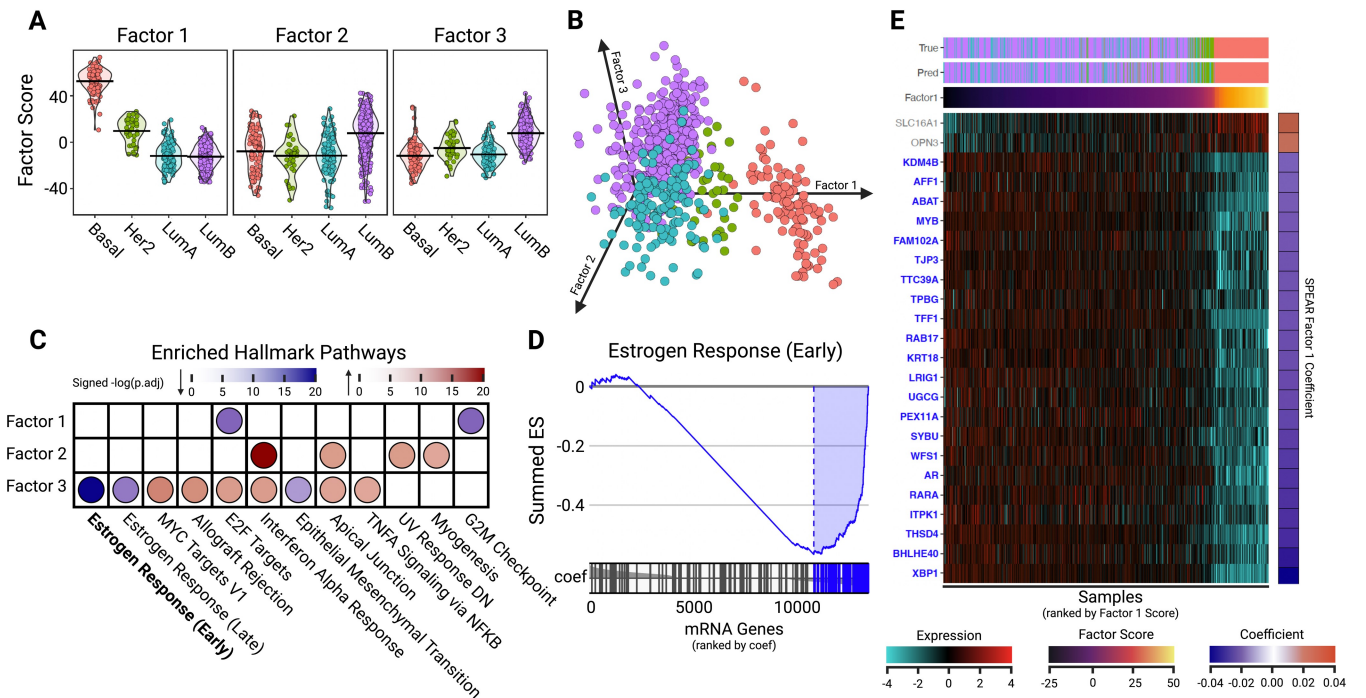 A
Factor 1
Factor 2
Factor 3
Factor Score
40
0
-40
Basal
Her2
LumA
LumB
Basal
Her2
LumA
LumB
Basal
Her2
LumA
LumB
B
Factor 3
Factor 1
Factor 2
C
Enriched Hallmark Pathways
Signed -log(p.adj)
0
5
10
15
20
0
5
10
15
20
Factor 1
Factor 2
Factor 3
Estrogen Response (Early)
Estrogen Response (Late)
MYC Targets V1
Allograft Rejection
E2F Targets
Interferon Alpha Response
Epithelial Mesenchymal Transition
Apical Junction
TNFA Signaling via NFKB
UV Response DN
Myogenesis
G2M Checkpoint
D
Estrogen Response (Early)
Summed ES
0
-0.2
-0.4
coef
0
5000
10000
mRNA Genes
(ranked by coef)
E
True
Pred
Factor1
SLC16A1
OPN3
KDM4B
AFF1
ABAT
MYB
FAM102A
TJP3
TTC39A
TPBG
TFF1
RAB17
KRT18
LRIG1
UGCG
PEX11A
SYBU
WFS1
AR
RARA
ITPK1
THSD4
BHLHE40
XBP1
SPEAR Factor 1 Coefficient
Samples
(ranked by Factor 1 Score)
Expression
-4
-2
0
2
4
Factor Score
-25
0
25
50
Coefficient
-0.04
-0.02
0.00
0.02
0.04